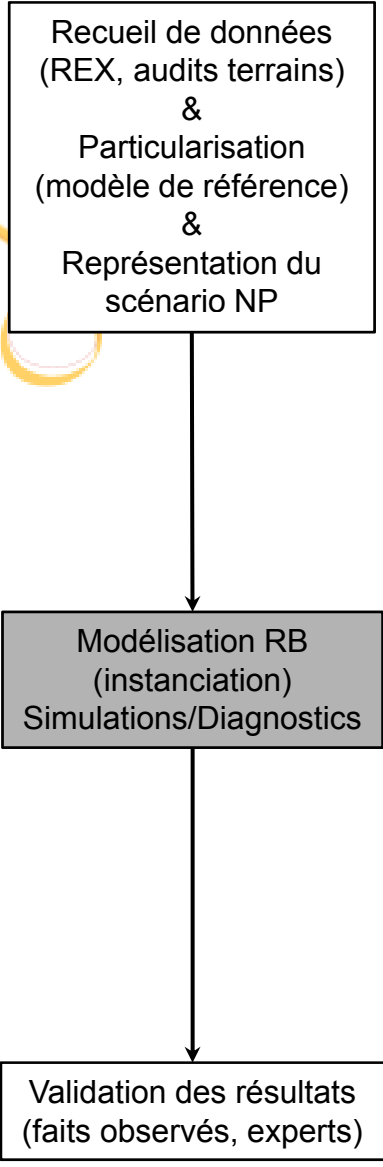 Recueil de données
(REX, audits terrains)
&
Particularisation
(modèle de référence)
&
Représentation du
scénario NP
Modélisation RB
(instanciation)
Simulations/Diagnostics
Validation des résultats
(faits observés, experts)